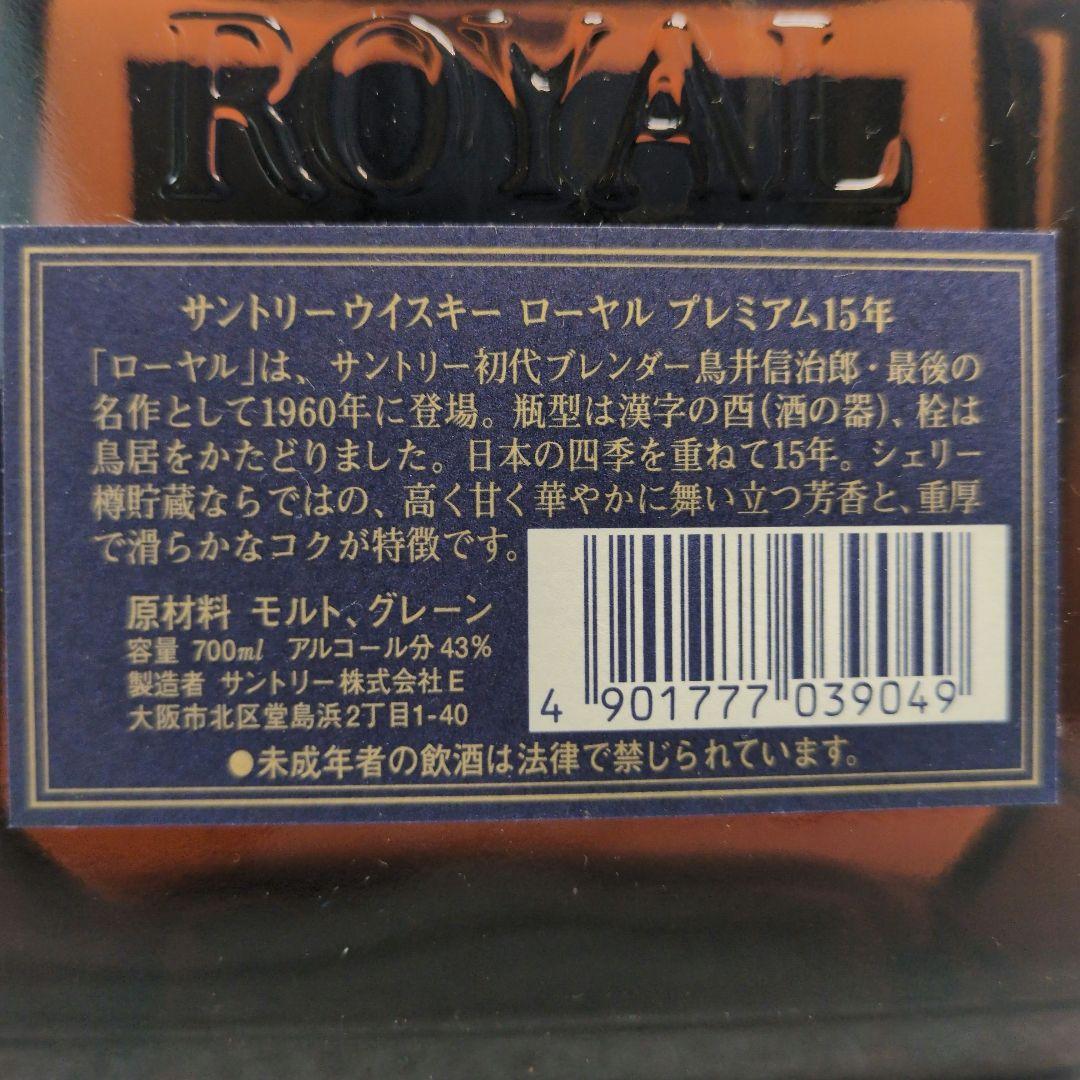 ROYAL
サントリーウイスキー ローヤル プレミアム15年
「ローヤル」は、サントリー初代ブレンダー鳥井信治郎・最後の
名作として1960年に登場。瓶型は漢字の酉(酒の器)、栓は
鳥居をかたどりました。日本の四季を重ねて15年。シェリー
樽貯蔵ならではの、高く甘く華やかに舞い立つ芳香と、重厚
で滑らかなコクが特徴です。
原材料 モルト、グレーン
容量 700ml アルコール分 43%
製造者 サントリー株式会社E
大阪市北区堂島浜2丁目1-40
4 901777 039049
●未成年者の飲酒は法律で禁じられています。